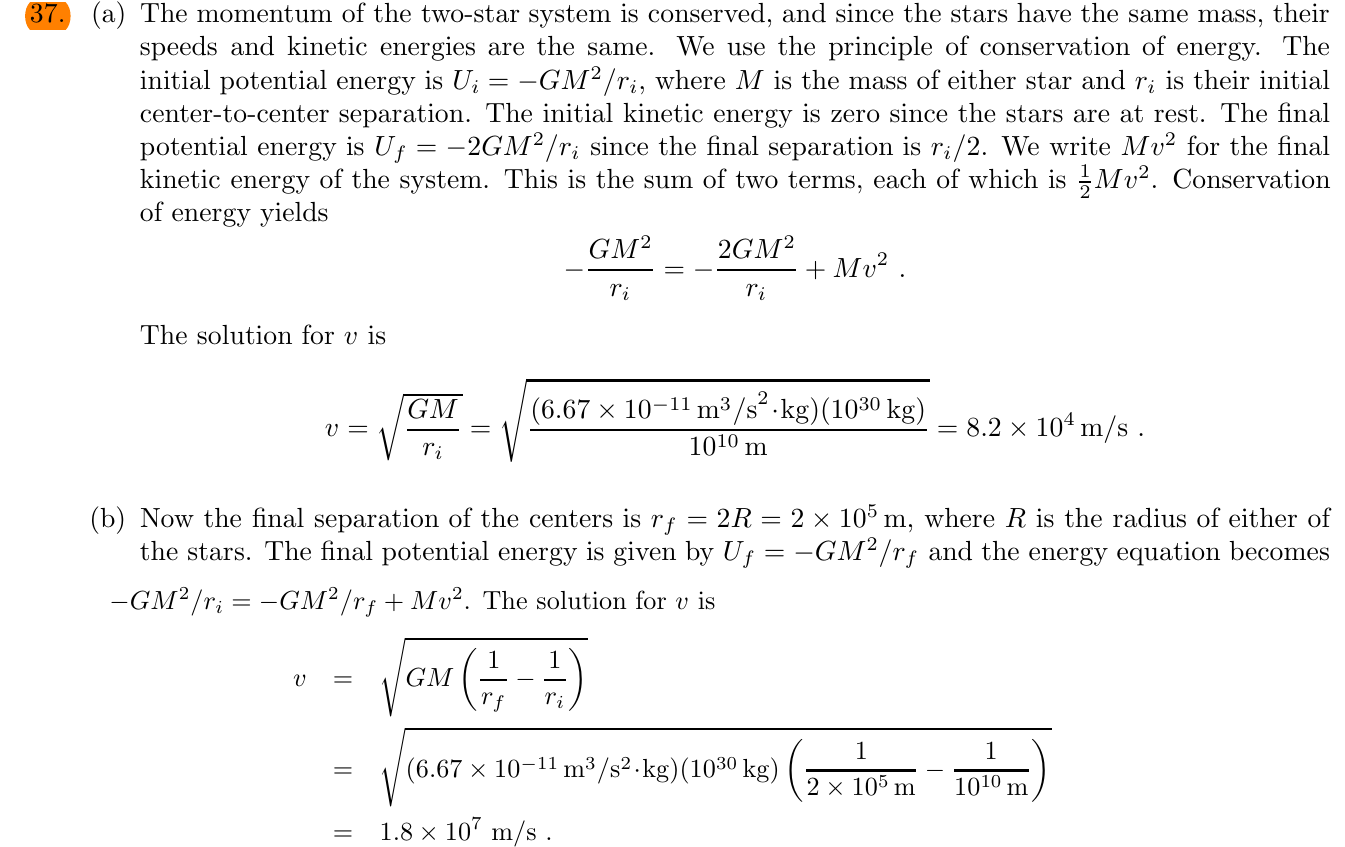 37. (a) The momentum of the two-star system is conserved, and since the stars have the same mass, their
speeds and kinetic energies are the same. We use the principle of conservation of energy. The
initial potential energy is U_i = −GM²/r_i, where M is the mass of either star and r_i is their initial
center-to-center separation. The initial kinetic energy is zero since the stars are at rest. The final
potential energy is U_f = −2GM²/r_i since the final separation is r_i/2. We write Mv² for the final
kinetic energy of the system. This is the sum of two terms, each of which is ½Mv². Conservation
of energy yields
−GM²/r_i = −2GM²/r_i + Mv² .
The solution for v is
v = √(GM/r_i) = √((6.67 × 10⁻¹¹ m³/s²·kg)(10³⁰ kg)/10¹⁰ m) = 8.2 × 10⁴ m/s .
(b) Now the final separation of the centers is r_f = 2R = 2 × 10⁵ m, where R is the radius of either of
the stars. The final potential energy is given by U_f = −GM²/r_f and the energy equation becomes
−GM²/r_i = −GM²/r_f + Mv². The solution for v is
v = √(GM(1/r_f − 1/r_i))
= √((6.67 × 10⁻¹¹ m³/s²·kg)(10³⁰ kg)(1/(2 × 10⁵ m) − 1/(10¹⁰ m)))
= 1.8 × 10⁷ m/s .